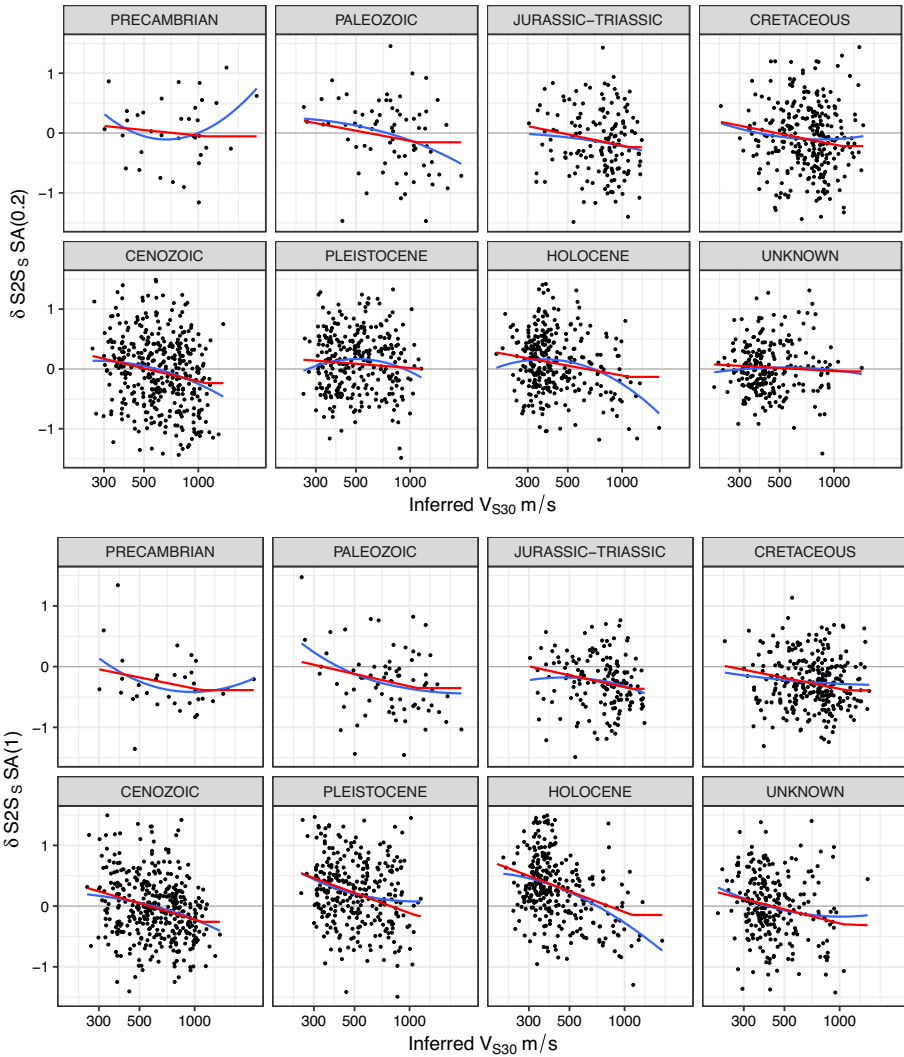 PRECAMBRIAN PALEOZOIC JURASSIC−TRIASSIC CRETACEOUS
1
0
−1
CENOZOIC PLEISTOCENE HOLOCENE UNKNOWN
1
0
−1
δ S2S_S SA(0.2)
300 500 1000 300 500 1000 300 500 1000 300 500 1000
Inferred V_S30 m/s
PRECAMBRIAN PALEOZOIC JURASSIC−TRIASSIC CRETACEOUS
1
0
−1
CENOZOIC PLEISTOCENE HOLOCENE UNKNOWN
1
0
−1
δ S2S_S SA(1)
300 500 1000 300 500 1000 300 500 1000 300 500 1000
Inferred V_S30 m/s